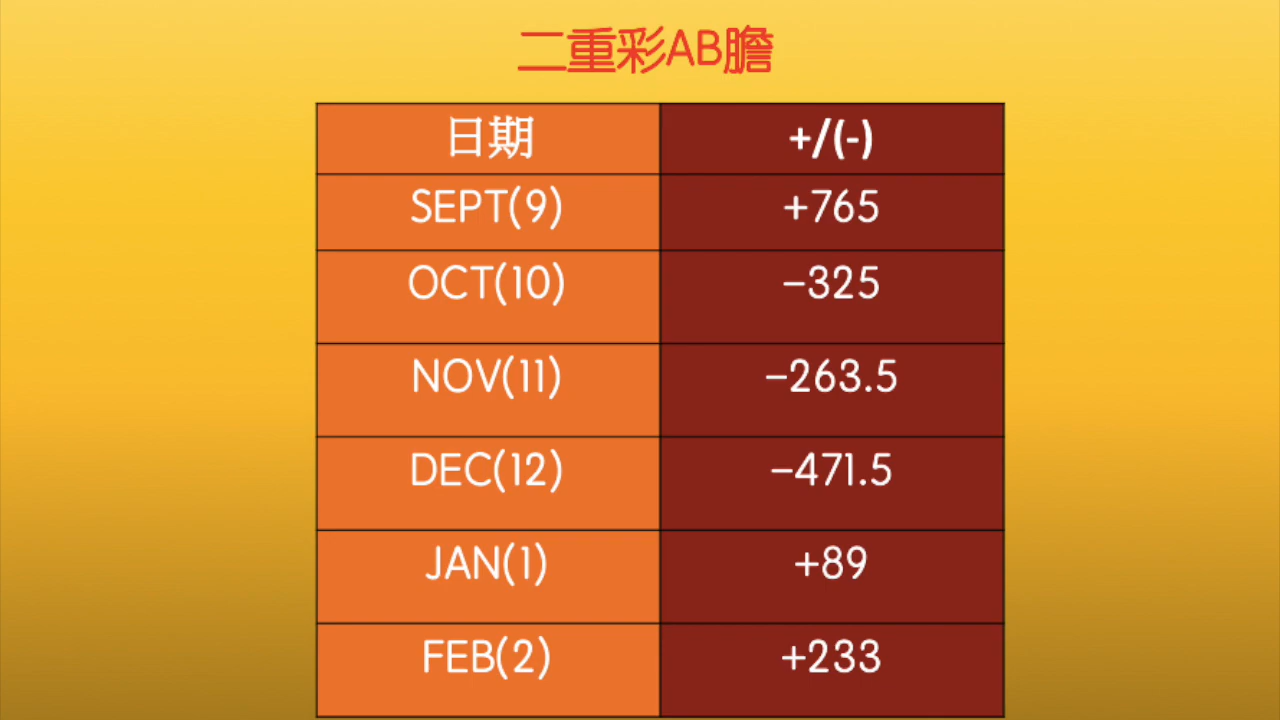 二重彩AB膽
日期 +/(-)
SEPT(9) +765
OCT(10) -325
NOV(11) -263.5
DEC(12) -471.5
JAN(1) +89
FEB(2) +233